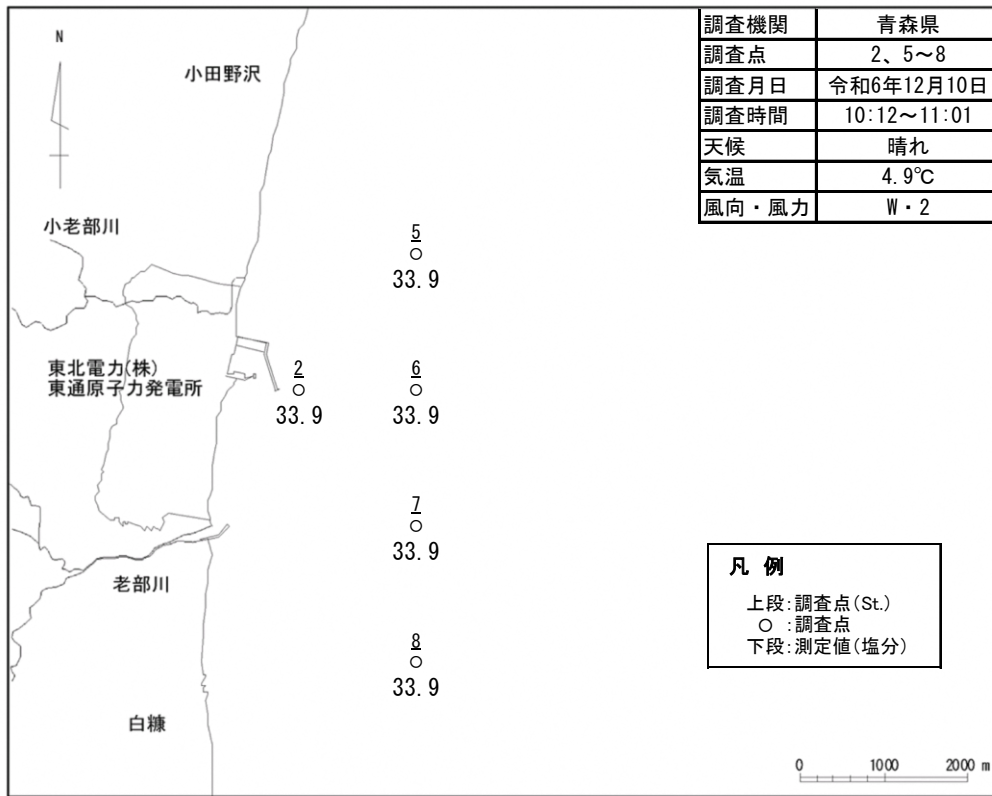 調査機関 青森県
調査点 2、5～8
調査月日 令和6年12月10日
調査時間 10:12～11:01
天候 晴れ
気温 4.9℃
風向・風力 W・2
N
小田野沢
小老部川
5
33.9
東北電力(株)
東通原子力発電所
2
33.9
6
33.9
7
33.9
老部川
8
33.9
白糠
凡 例
上段:調査点(St.)
○ :調査点
下段:測定値(塩分)
0 1000 2000 m